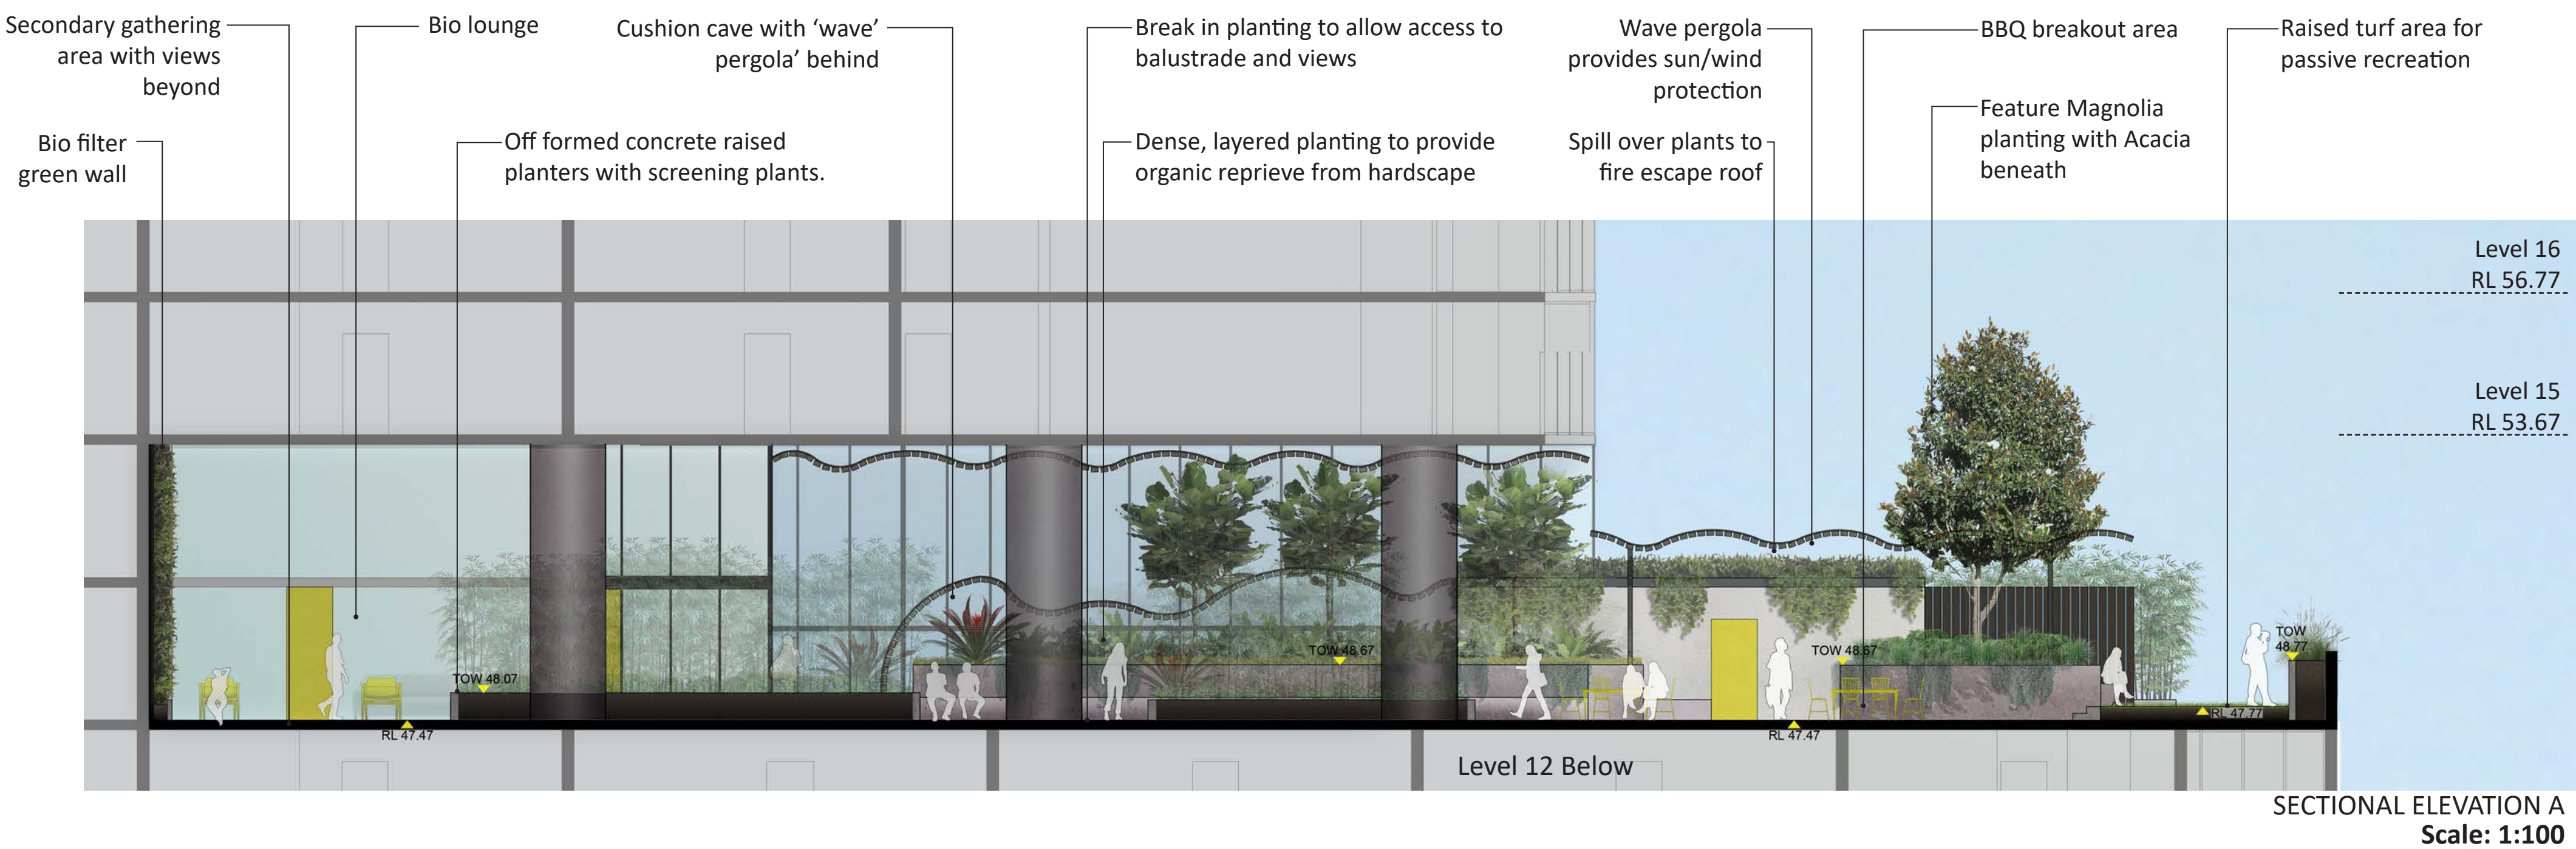 Secondary gathering
area with views
beyond
Bio lounge
Cushion cave with ‘wave’
pergola’ behind
Break in planting to allow access to
balustrade and views
Wave pergola
provides sun/wind
protection
BBQ breakout area
Raised turf area for
passive recreation
Bio filter
green wall
Off formed concrete raised
planters with screening plants.
Dense, layered planting to provide
organic reprieve from hardscape
Spill over plants to
fire escape roof
Feature Magnolia
planting with Acacia
beneath
Level 16
RL 56.77
Level 15
RL 53.67
TOW 48.07
TOW 48.67
TOW 48.67
TOW
48.77
RL 47.47
RL 47.47
RL 47.77
Level 12 Below
SECTIONAL ELEVATION A
Scale: 1:100